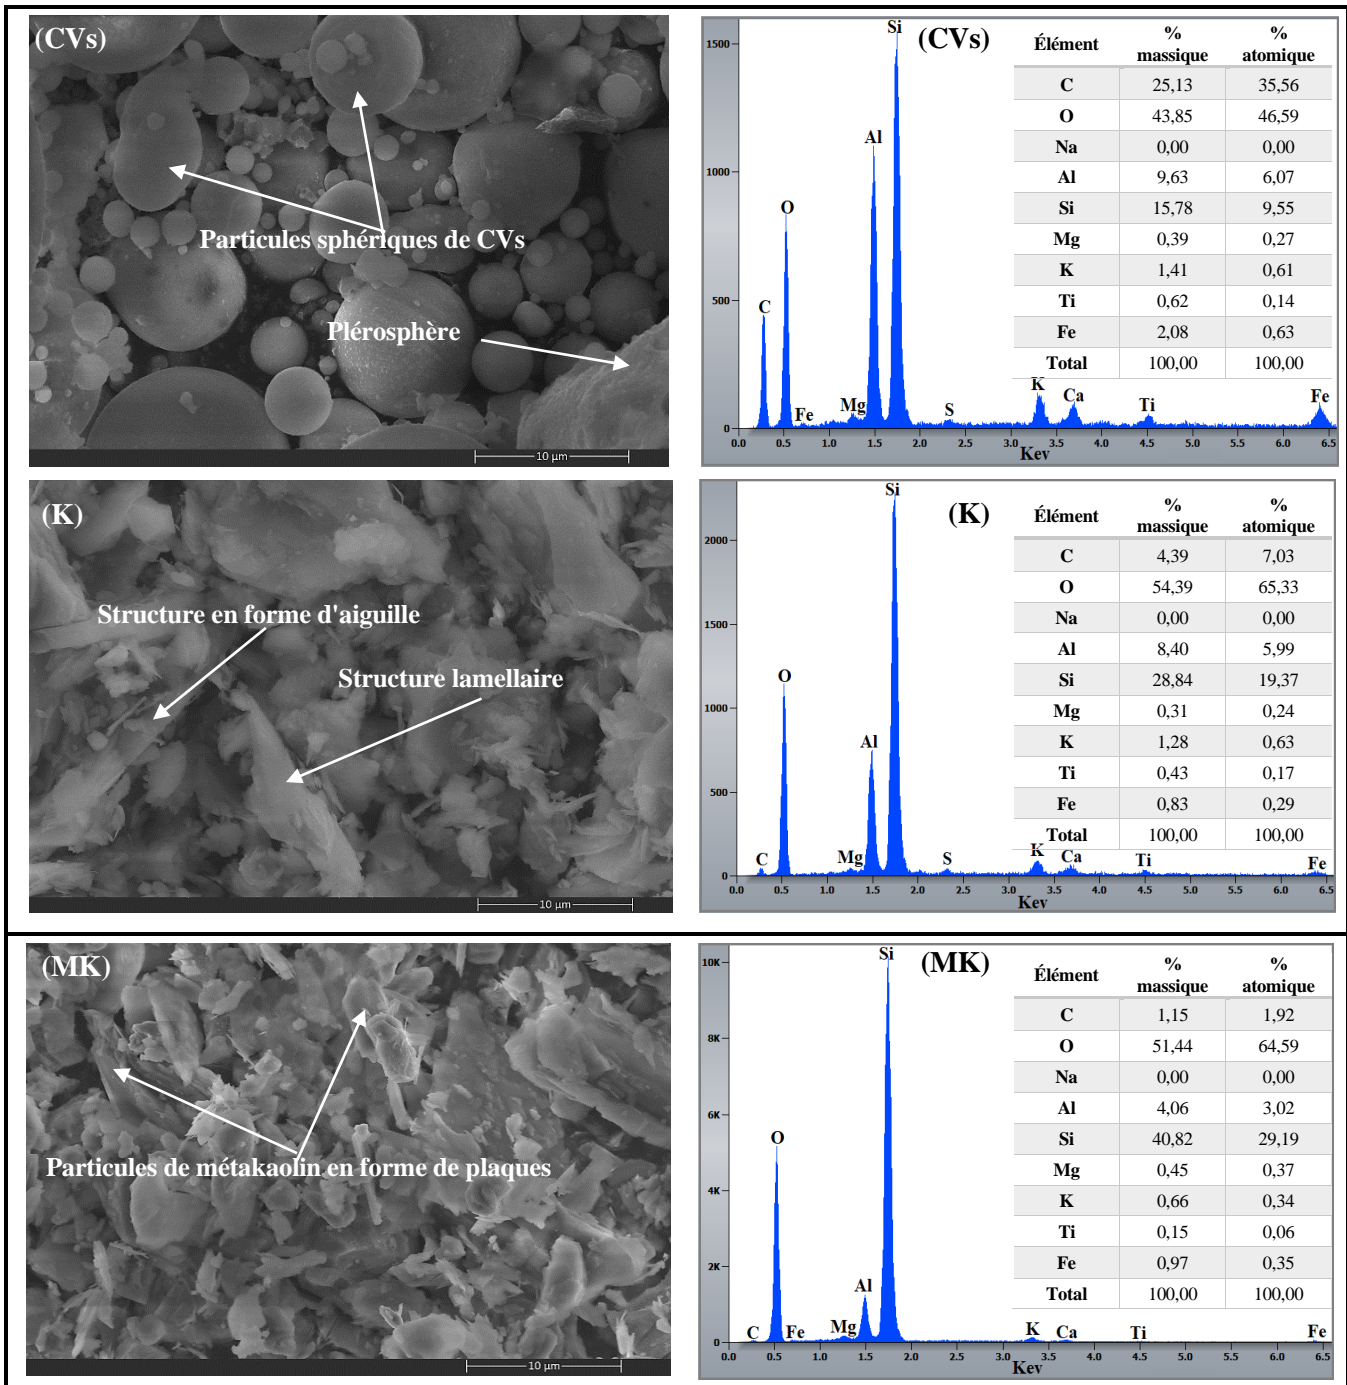 (CVs)
Particules sphériques de CVs
Plérosphère
10 µm
(CVs)
Élément % massique % atomique
C 25,13 35,56
O 43,85 46,59
Na 0,00 0,00
Al 9,63 6,07
Si 15,78 9,55
Mg 0,39 0,27
K 1,41 0,61
Ti 0,62 0,14
Fe 2,08 0,63
Total 100,00 100,00
1500
1000
500
0
C
O
Fe
Mg
Al
Si
S
K
Ca
Ti
Fe
0.0 0.5 1.0 1.5 2.0 2.5 3.0 3.5 4.0 4.5 5.0 5.5 6.0 6.5
Kev
(K)
Structure en forme d'aiguille
Structure lamellaire
10 µm
(K)
Élément % massique % atomique
C 4,39 7,03
O 54,39 65,33
Na 0,00 0,00
Al 8,40 5,99
Si 28,84 19,37
Mg 0,31 0,24
K 1,28 0,63
Ti 0,43 0,17
Fe 0,83 0,29
Total 100,00 100,00
2000
1500
1000
500
0
C
O
Mg
Al
Si
S
K
Ca
Ti
Fe
0.0 0.5 1.0 1.5 2.0 2.5 3.0 3.5 4.0 4.5 5.0 5.5 6.0 6.5
Kev
(MK)
Particules de métakaolin en forme de plaques
10 µm
(MK)
Élément % massique % atomique
C 1,15 1,92
O 51,44 64,59
Na 0,00 0,00
Al 4,06 3,02
Si 40,82 29,19
Mg 0,45 0,37
K 0,66 0,34
Ti 0,15 0,06
Fe 0,97 0,35
Total 100,00 100,00
10K
8K
6K
4K
2K
0
C
O
Fe
Mg
Al
Si
K
Ca
Ti
Fe
0.0 0.5 1.0 1.5 2.0 2.5 3.0 3.5 4.0 4.5 5.0 5.5 6.0 6.5
Kev